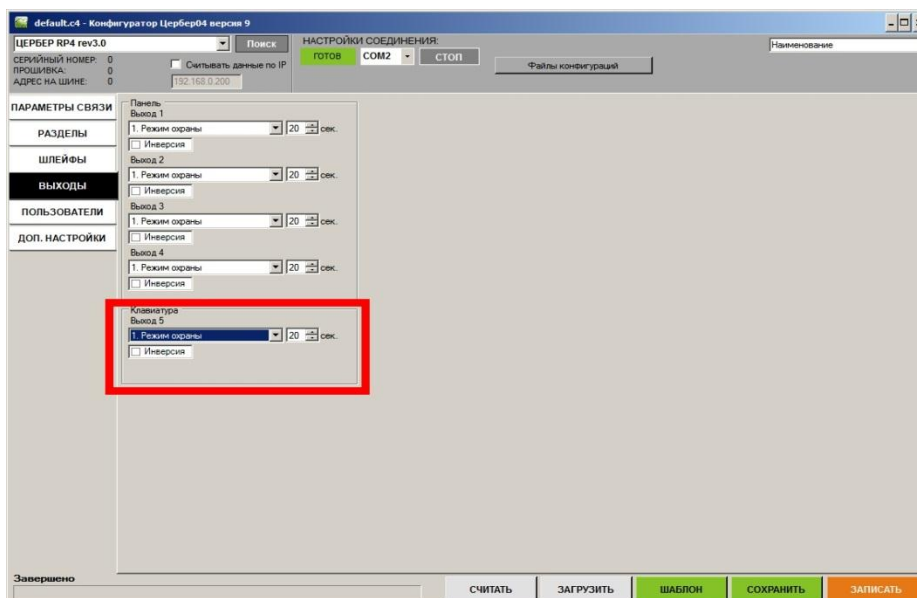 default.c4 - Конфигуратор Цербер04 версия 9
ЦЕРБЕР RP4 rev3.0
Поиск
НАСТРОЙКИ СОЕДИНЕНИЯ:
Наименование
СЕРИЙНЫЙ НОМЕР: 0
ПРОШИВКА: 0
АДРЕС НА ШИНЕ: 0
Считывать данные по IP
192.168.0.200
ГОТОВ
COM2
СТОП
Файлы конфигураций
ПАРАМЕТРЫ СВЯЗИ
РАЗДЕЛЫ
ШЛЕЙФЫ
ВЫХОДЫ
ПОЛЬЗОВАТЕЛИ
ДОП. НАСТРОЙКИ
Панель
Выход 1
1. Режим охраны 20 сек.
Инверсия
Выход 2
1. Режим охраны 20 сек.
Инверсия
Выход 3
1. Режим охраны 20 сек.
Инверсия
Выход 4
1. Режим охраны 20 сек.
Инверсия
Клавиатура
Выход 5
1. Режим охраны 20 сек.
Инверсия
Завершено
СЧИТАТЬ
ЗАГРУЗИТЬ
ШАБЛОН
СОХРАНИТЬ
ЗАПИСАТЬ